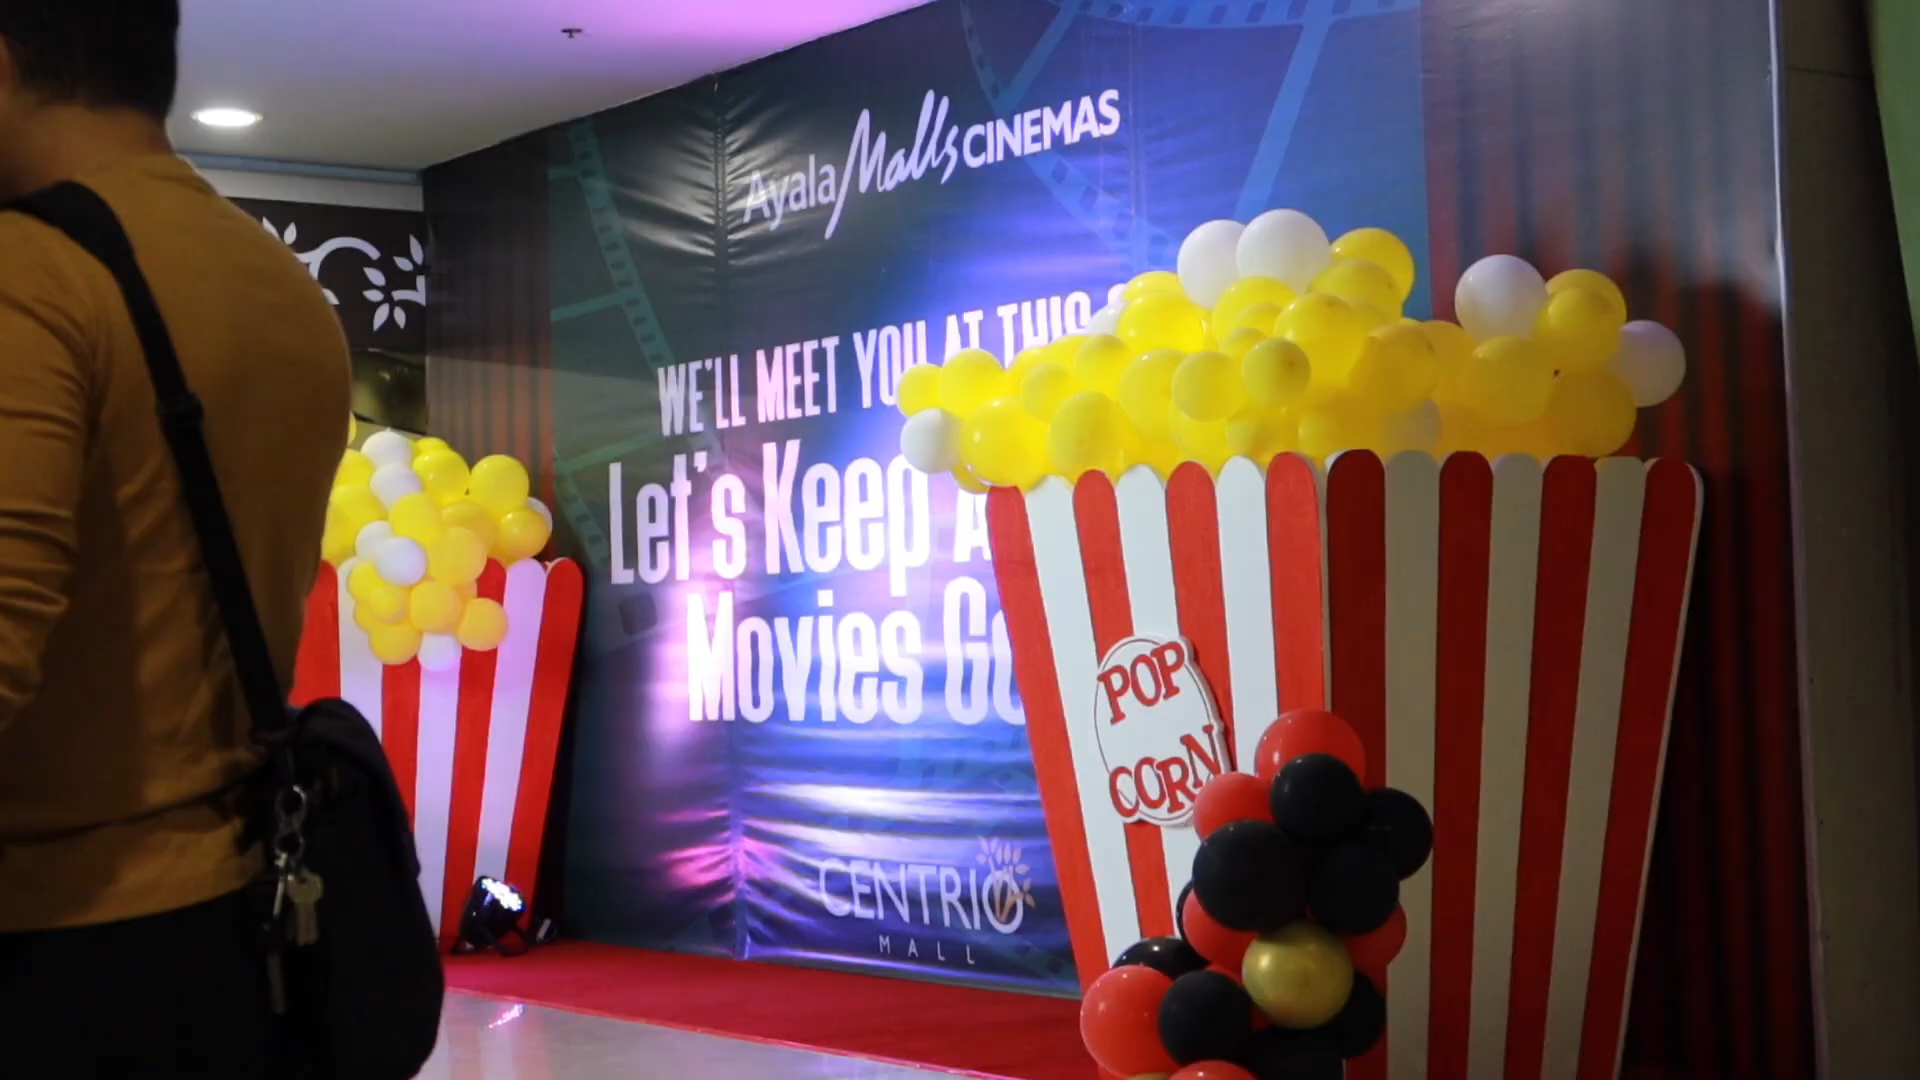 Ayala Malls CINEMAS
WE'LL MEET YOU AT THIS
Let's Keep
Movies
POP
CORN
CENTRIO
MALL